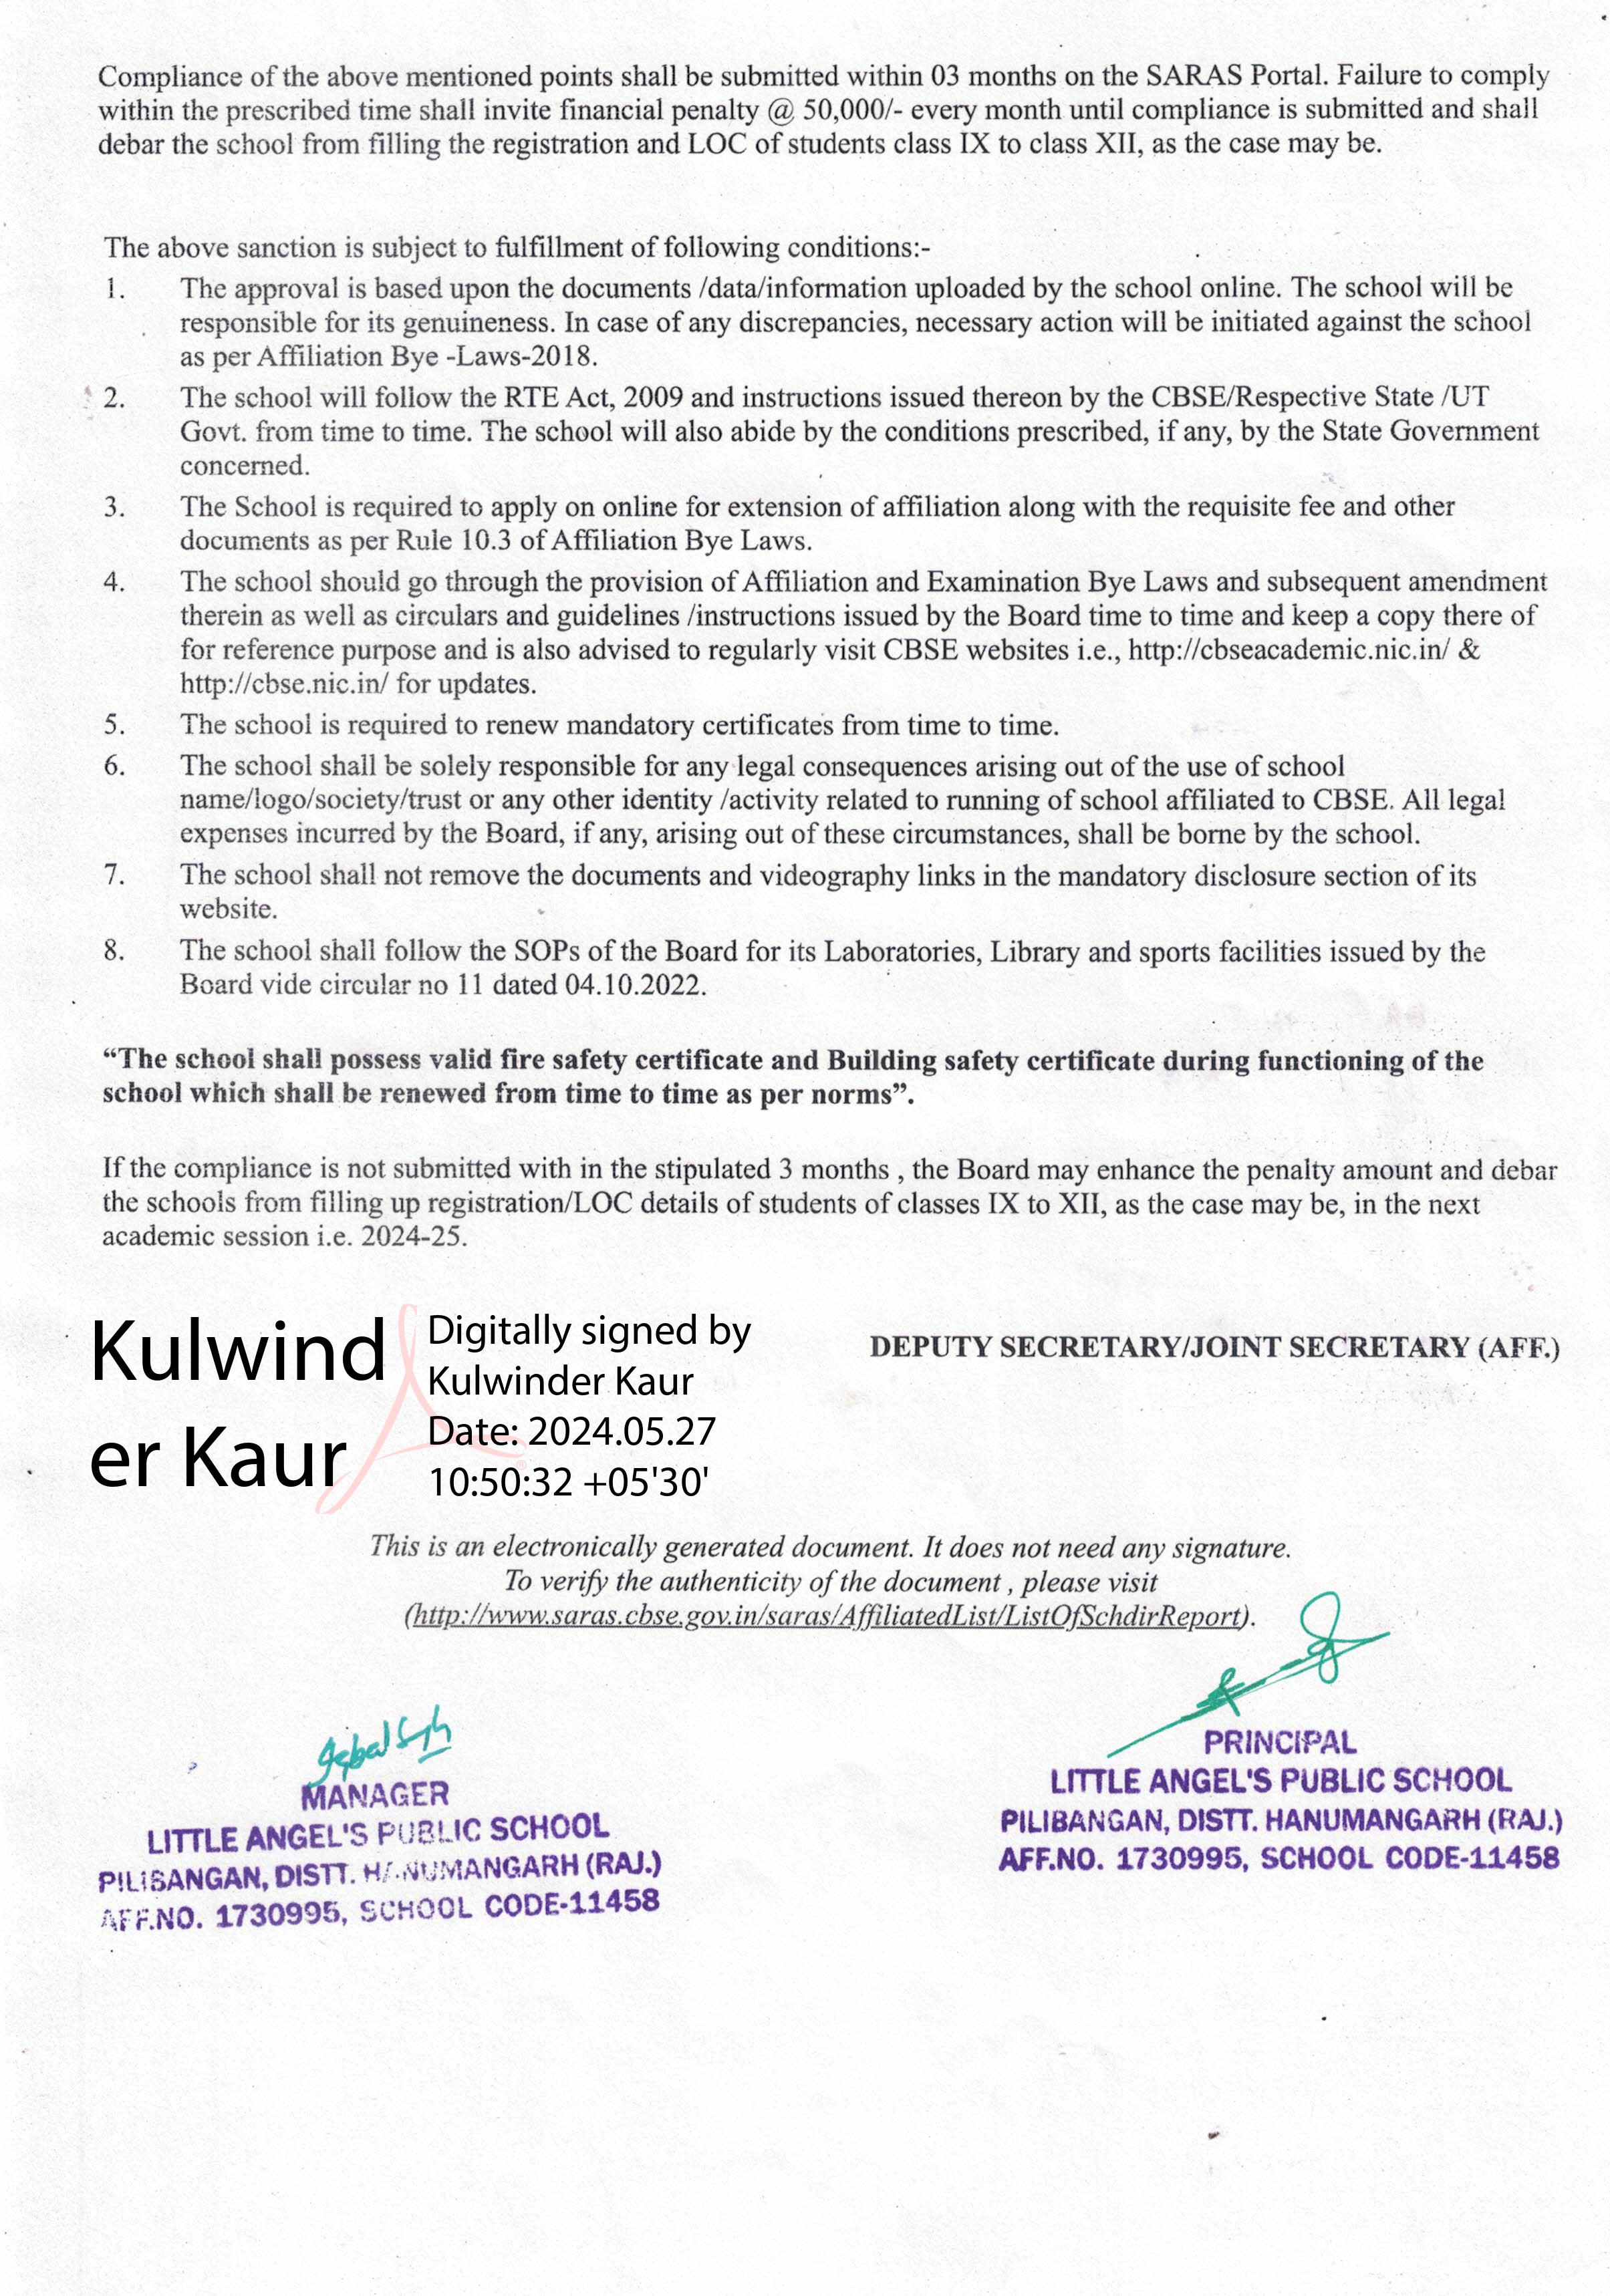 Compliance of the above mentioned points shall be submitted within 03 months on the SARAS Portal. Failure to comply
within the prescribed time shall invite financial penalty @ 50,000/- every month until compliance is submitted and shall
debar the school from filling the registration and LOC of students class IX to class XII, as the case may be.
The above sanction is subject to fulfillment of following conditions:-
1. The approval is based upon the documents /data/information uploaded by the school online. The school will be
responsible for its genuineness. In case of any discrepancies, necessary action will be initiated against the school
as per Affiliation Bye -Laws-2018.
2. The school will follow the RTE Act, 2009 and instructions issued thereon by the CBSE/Respective State /UT
Govt. from time to time. The school will also abide by the conditions prescribed, if any, by the State Government
concerned.
3. The School is required to apply on online for extension of affiliation along with the requisite fee and other
documents as per Rule 10.3 of Affiliation Bye Laws.
4. The school should go through the provision of Affiliation and Examination Bye Laws and subsequent amendment
therein as well as circulars and guidelines /instructions issued by the Board time to time and keep a copy there of
for reference purpose and is also advised to regularly visit CBSE websites i.e., http://cbseacademic.nic.in/ &
http://cbse.nic.in/ for updates.
5. The school is required to renew mandatory certificates from time to time.
6. The school shall be solely responsible for any legal consequences arising out of the use of school
name/logo/society/trust or any other identity /activity related to running of school affiliated to CBSE. All legal
expenses incurred by the Board, if any, arising out of these circumstances, shall be borne by the school.
7. The school shall not remove the documents and videography links in the mandatory disclosure section of its
website.
8. The school shall follow the SOPs of the Board for its Laboratories, Library and sports facilities issued by the
Board vide circular no 11 dated 04.10.2022.
“The school shall possess valid fire safety certificate and Building safety certificate during functioning of the
school which shall be renewed from time to time as per norms”.
If the compliance is not submitted with in the stipulated 3 months , the Board may enhance the penalty amount and debar
the schools from filling up registration/LOC details of students of classes IX to XII, as the case may be, in the next
academic session i.e. 2024-25.
Kulwind
er Kaur
Digitally signed by
Kulwinder Kaur
Date: 2024.05.27
10:50:32 +05'30'
DEPUTY SECRETARY/JOINT SECRETARY (AFF.)
This is an electronically generated document. It does not need any signature.
To verify the authenticity of the document , please visit
(http://www.saras.cbse.gov.in/saras/AffiliatedList/ListOfSchdirReport).
MANAGER
LITTLE ANGEL'S PUBLIC SCHOOL
PILIBANGAN, DISTT. HANUMANGARH (RAJ.)
AFF.NO. 1730995, SCHOOL CODE-11458
PRINCIPAL
LITTLE ANGEL'S PUBLIC SCHOOL
PILIBANGAN, DISTT. HANUMANGARH (RAJ.)
AFF.NO. 1730995, SCHOOL CODE-11458